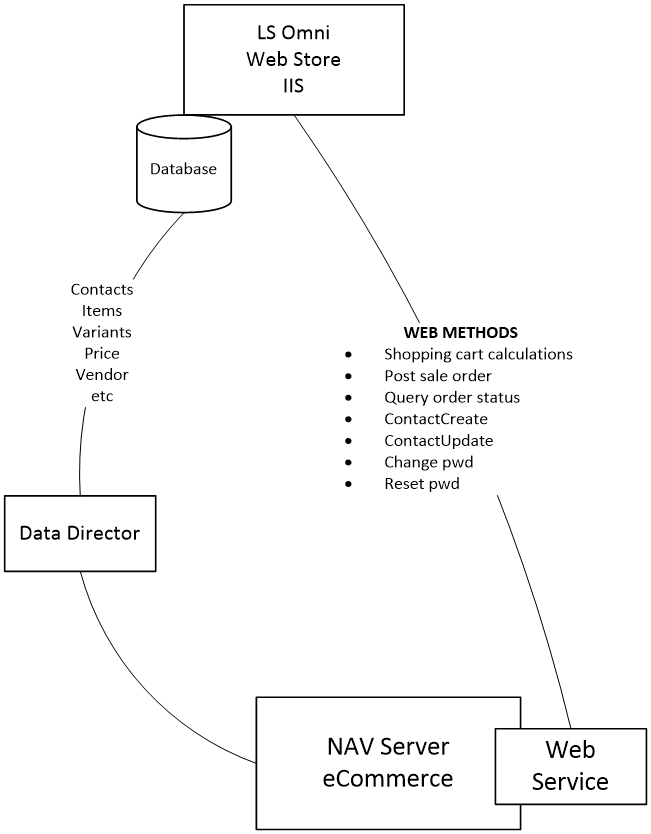 LS Omni
Web Store
IIS
Database
Contacts
Items
Variants
Price
Vendor
etc
WEB METHODS
• Shopping cart calculations
• Post sale order
• Query order status
• ContactCreate
• ContactUpdate
• Change pwd
• Reset pwd
Data Director
NAV Server
eCommerce
Web
Service